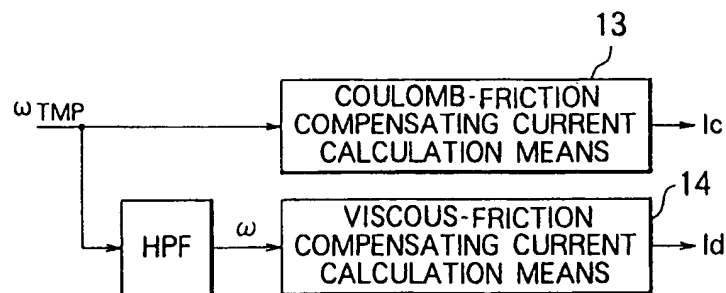 13
COULOMB-FRICTION
COMPENSATING CURRENT
CALCULATION MEANS
ωTMP
Ic
14
HPF
ω
VISCOUS-FRICTION
COMPENSATING CURRENT
CALCULATION MEANS
Id